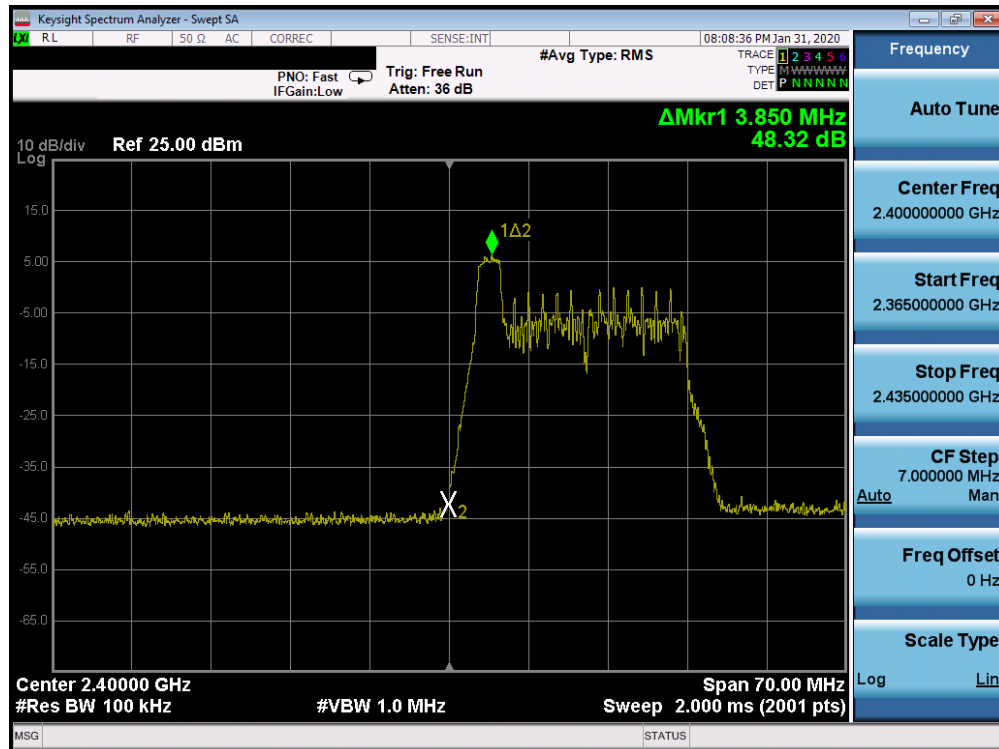 Keysight Spectrum Analyzer - Swept SA
LXI RL RF 50 Ω AC CORREC SENSE:INT 08:08:36 PM Jan 31, 2020
#Avg Type: RMS TRACE 1 2 3 4 5 6
PNO: Fast Trig: Free Run TYPE M WWWWW
IFGain:Low Atten: 36 dB DET P N N N N N
ΔMkr1 3.850 MHz
48.32 dB
10 dB/div Ref 25.00 dBm
Log
15.0
1Δ2
5.00
-5.00
-15.0
-25.0
-35.0
-45.0
X2
-55.0
-65.0
Center 2.40000 GHz Span 70.00 MHz
#Res BW 100 kHz #VBW 1.0 MHz Sweep 2.000 ms (2001 pts)
MSG STATUS
Frequency
Auto Tune
Center Freq
2.400000000 GHz
Start Freq
2.365000000 GHz
Stop Freq
2.435000000 GHz
CF Step
7.000000 MHz
Auto Man
Freq Offset
0 Hz
Scale Type
Log Lin